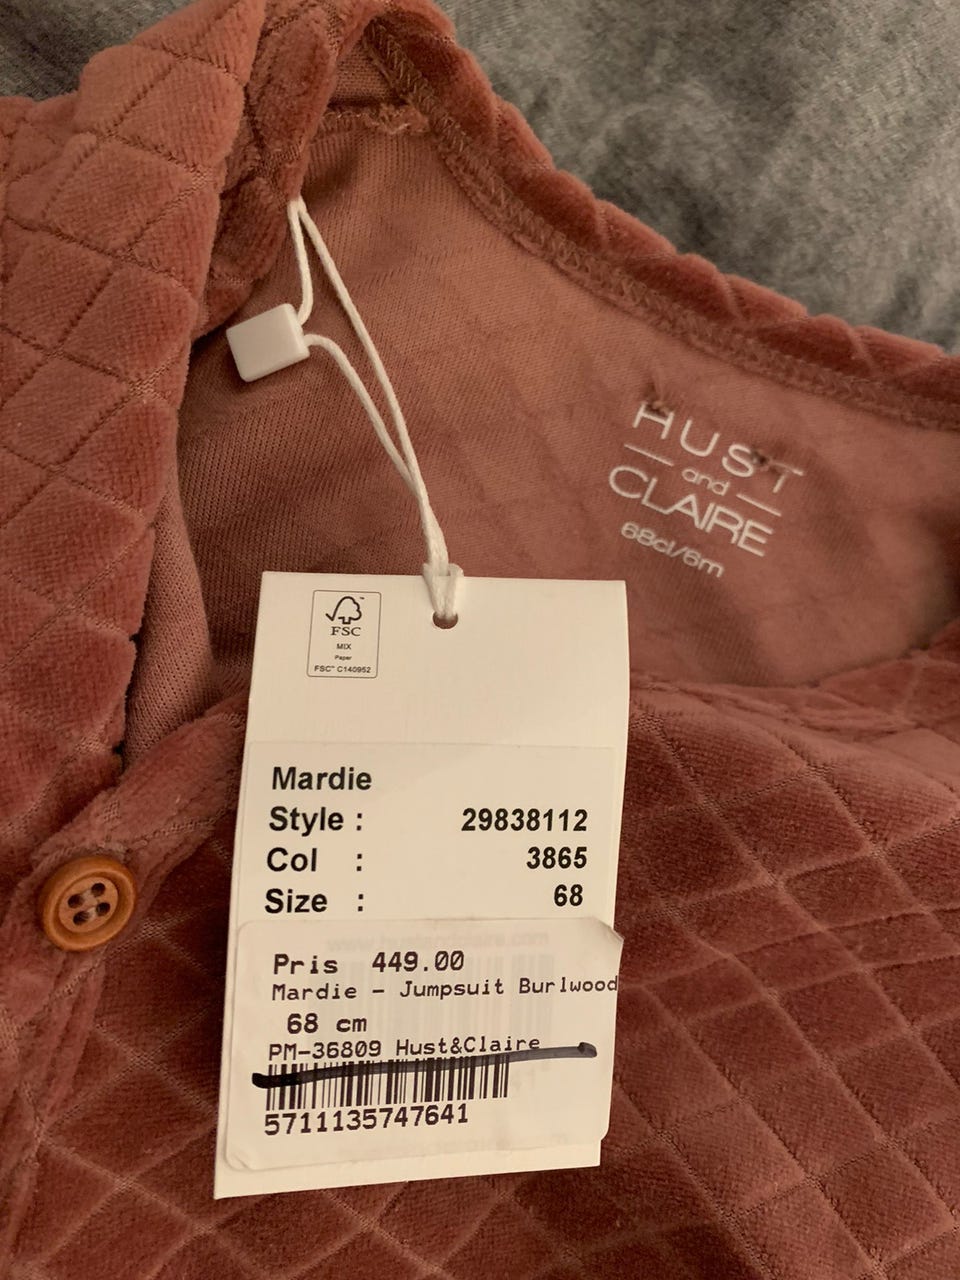 HUST
and
CLAIRE
68cl/6m
FSC
MIX
Paper
FSC™ C140952
Mardie
Style : 29838112
Col : 3865
Size : 68
Pris 449.00
Mardie - Jumpsuit Burlwood
68 cm
PM-36809 Hust&Claire
5711135747641